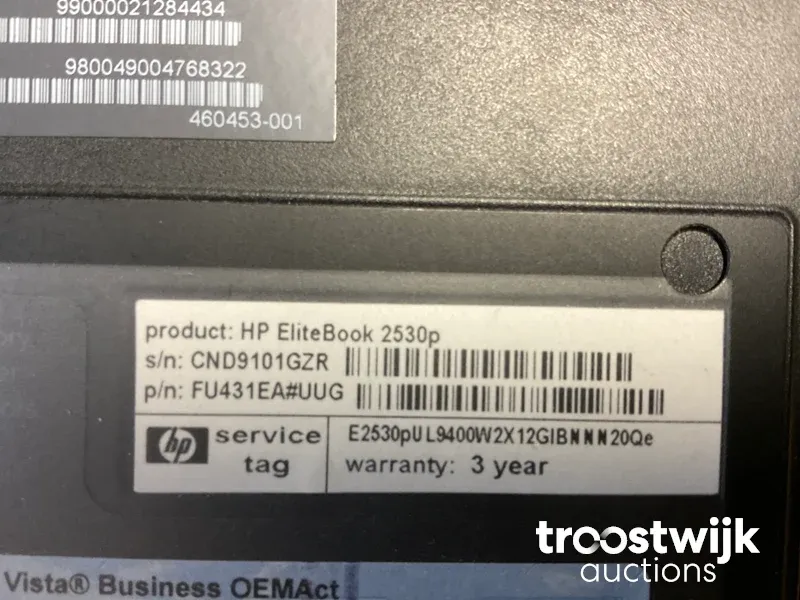 99000021284434
980049004768322
460453-001
product: HP EliteBook 2530p
s/n: CND9101GZR
p/n: FU431EA#UUG
hp service tag
E2530pUL9400W2X12GIBNNN20Qe
warranty: 3 year
troostwijk
auctions
Vista® Business OEMAct